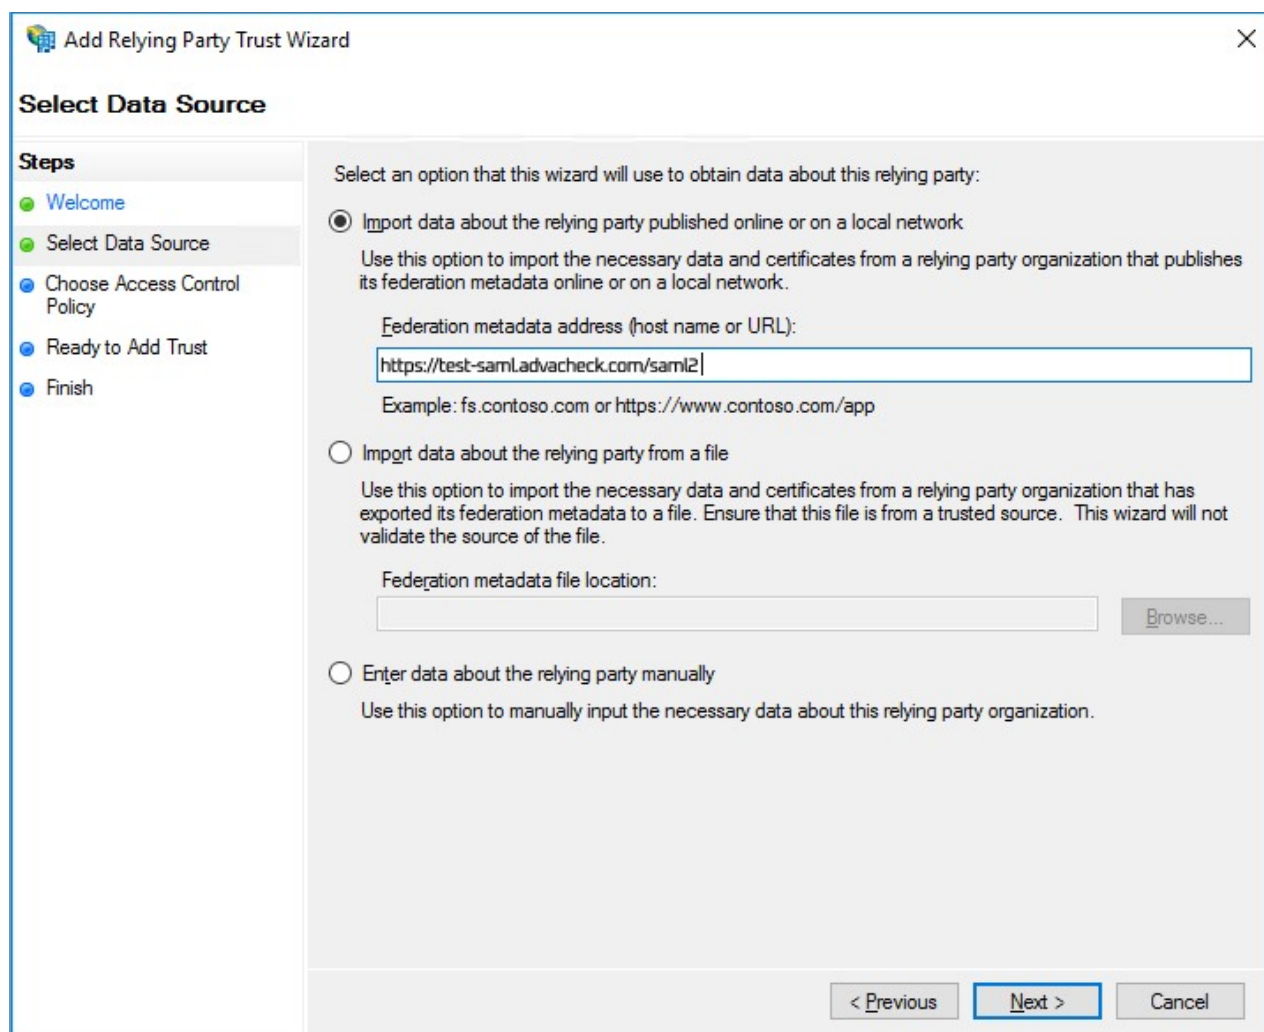 Add Relying Party Trust Wizard
Select Data Source
Steps
Welcome
Select Data Source
Choose Access Control
Policy
Ready to Add Trust
Finish
Select an option that this wizard will use to obtain data about this relying party:
Import data about the relying party published online or on a local network
Use this option to import the necessary data and certificates from a relying party organization that publishes
its federation metadata online or on a local network.
Federation metadata address (host name or URL):
https://test-saml.advacheck.com/saml2
Example: fs.contoso.com or https://www.contoso.com/app
Import data about the relying party from a file
Use this option to import the necessary data and certificates from a relying party organization that has
exported its federation metadata to a file. Ensure that this file is from a trusted source.  This wizard will not
validate the source of the file.
Federation metadata file location:
Browse...
Enter data about the relying party manually
Use this option to manually input the necessary data about this relying party organization.
< Previous
Next >
Cancel